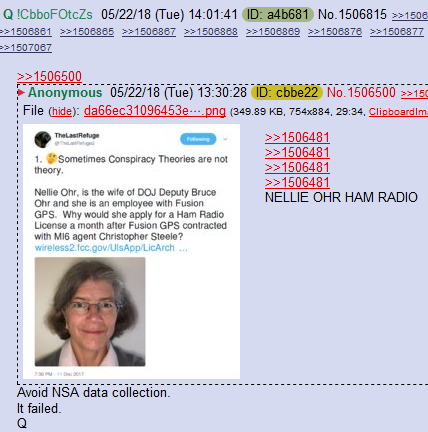 Q !CbboFOtcZs 05/22/18 (Tue) 14:01:41 ID: a4b681 No.1506815 >>1506
>>1506861 >>1506865 >>1506867 >>1506868 >>1506869 >>1506876 >>1506877
>>1507067
>>1506500
Anonymous 05/22/18 (Tue) 13:30:28 ID: cbbe22 No.1506500 >>150
File (hide): da66ec31096453e⋯.png (349.89 KB, 754x884, 29:34, ClipboardIm
TheLastRefuge
@TheLastRefuge2
Following
1. 🤔Sometimes Conspiracy Theories are not
theory.
Nellie Ohr, is the wife of DOJ Deputy Bruce
Ohr and she is an employee with Fusion
GPS. Why would she apply for a Ham Radio
License a month after Fusion GPS contracted
with MI6 agent Christopher Steele?
wireless2.fcc.gov/UlsApp/LicArch ...
7:30 PM - 11 Dec 2017
>>1506481
>>1506481
>>1506481
>>1506481
NELLIE OHR HAM RADIO
Avoid NSA data collection.
It failed.
Q